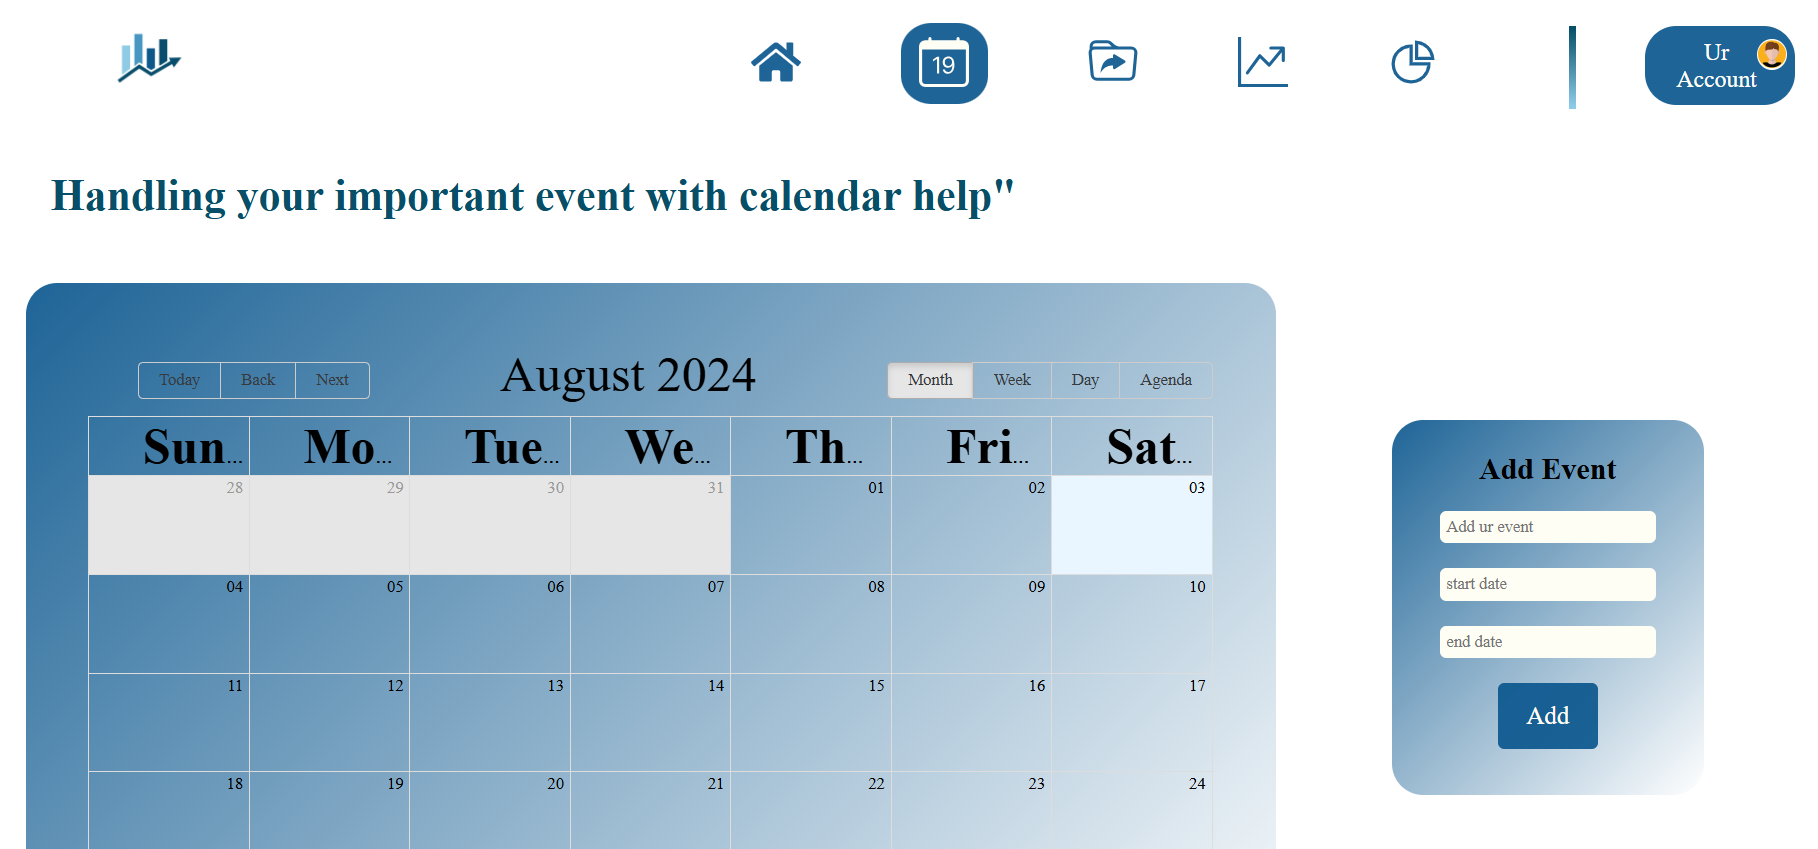 19
Ur
Account
Handling your important event with calendar help"
Today Back Next
August 2024
Month Week Day Agenda
Sun... Mo... Tue... We... Th... Fri... Sat...
28 29 30 31 01 02 03
04 05 06 07 08 09 10
11 12 13 14 15 16 17
18 19 20 21 22 23 24
Add Event
Add ur event
start date
end date
Add